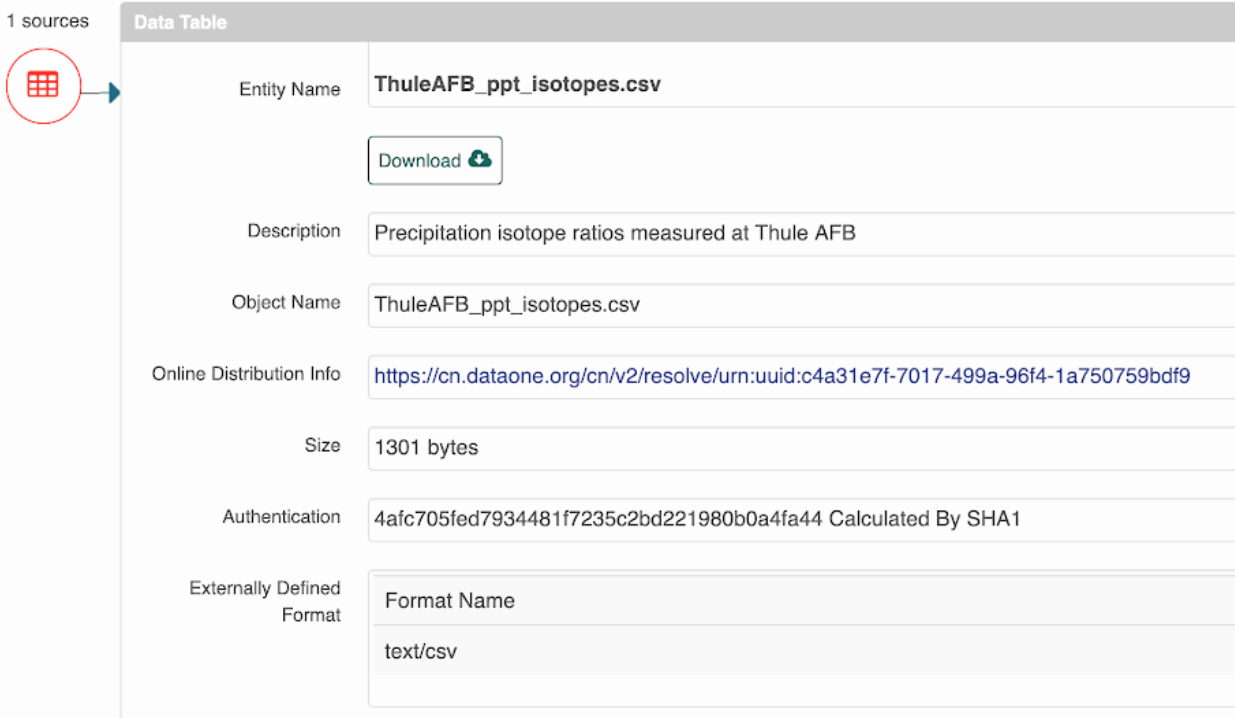 1 sources
Data Table
Entity Name
ThuleAFB_ppt_isotopes.csv
Download
Description
Precipitation isotope ratios measured at Thule AFB
Object Name
ThuleAFB_ppt_isotopes.csv
Online Distribution Info
https://cn.dataone.org/cn/v2/resolve/urn:uuid:c4a31e7f-7017-499a-96f4-1a750759bdf9
Size
1301 bytes
Authentication
4afc705fed7934481f7235c2bd221980b0a4fa44 Calculated By SHA1
Externally Defined
Format
Format Name
text/csv